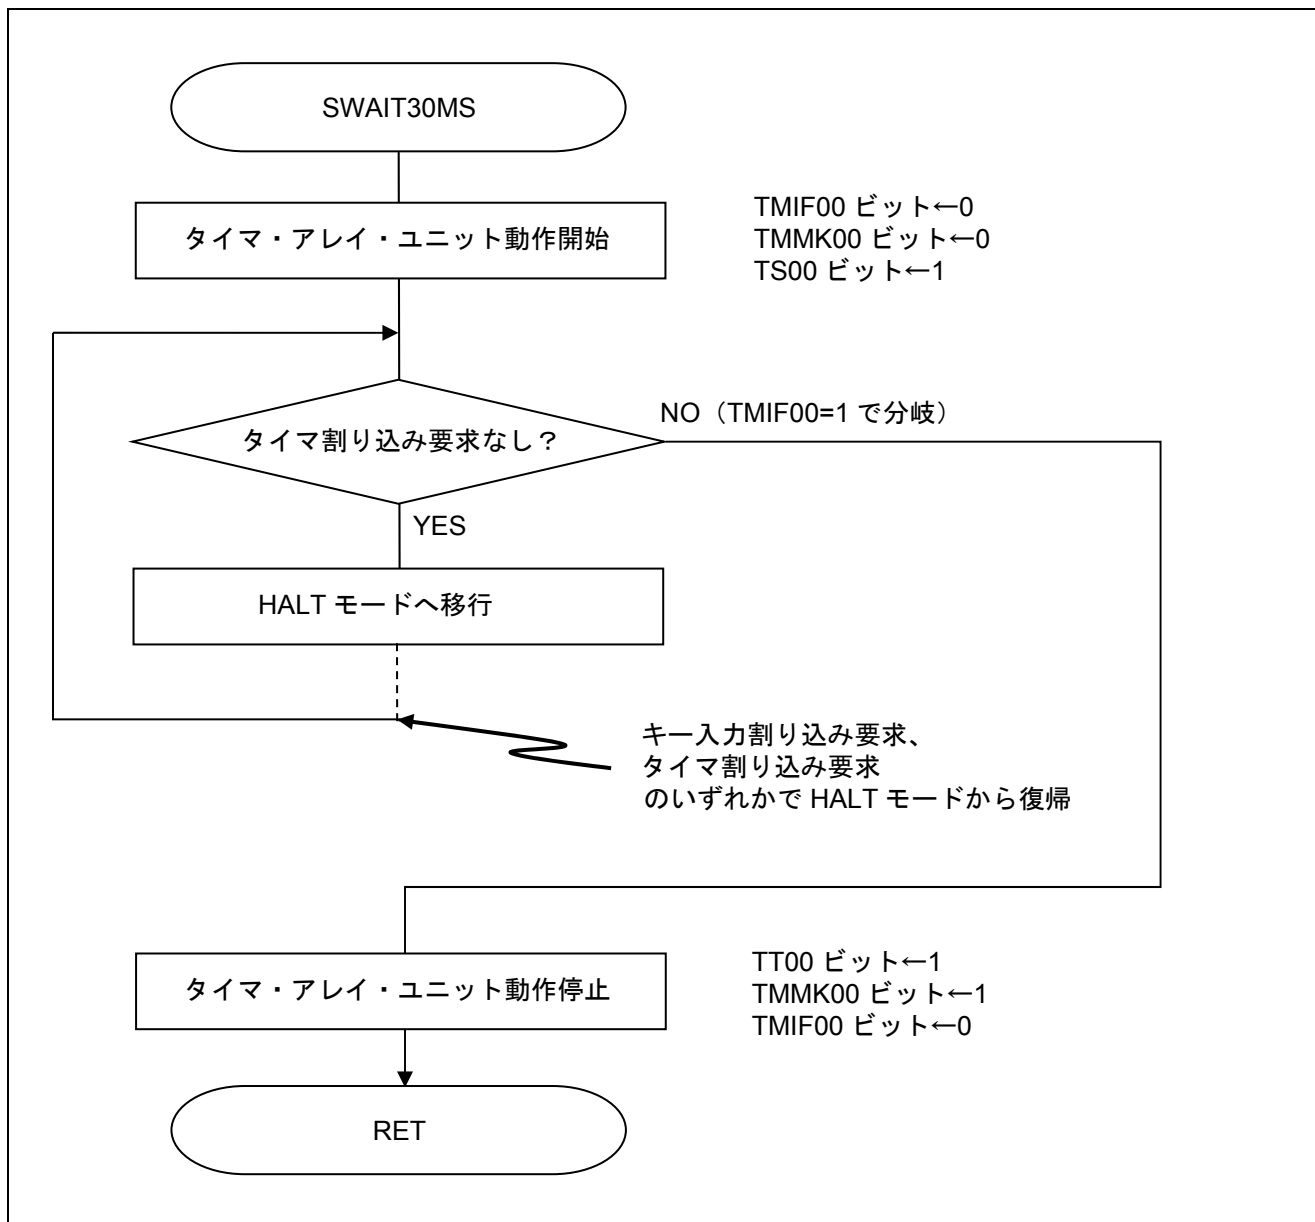 SWAIT30MS
タイマ・アレイ・ユニット動作開始
TMIF00 ビット←0
TMMK00 ビット←0
TS00 ビット←1
タイマ割り込み要求なし？
NO（TMIF00=1 で分岐）
YES
HALT モードへ移行
キー入力割り込み要求、
タイマ割り込み要求
のいずれかで HALT モードから復帰
タイマ・アレイ・ユニット動作停止
TT00 ビット←1
TMMK00 ビット←1
TMIF00 ビット←0
RET